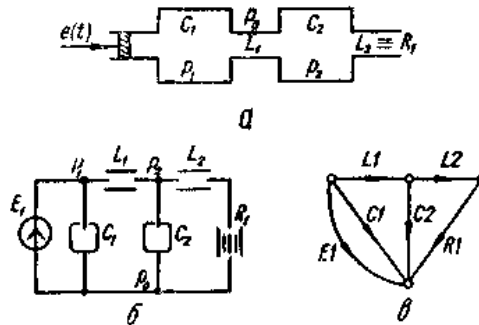 P₀
C₁ C₂
e(t) L₁ L₂ ≡ R₁
P₁ P₂
а
P₁ L₁ P₂ L₂
E₁ C₁ C₂ R₁
P₀
б
L1 L2
C1 C2
E1 R1
в